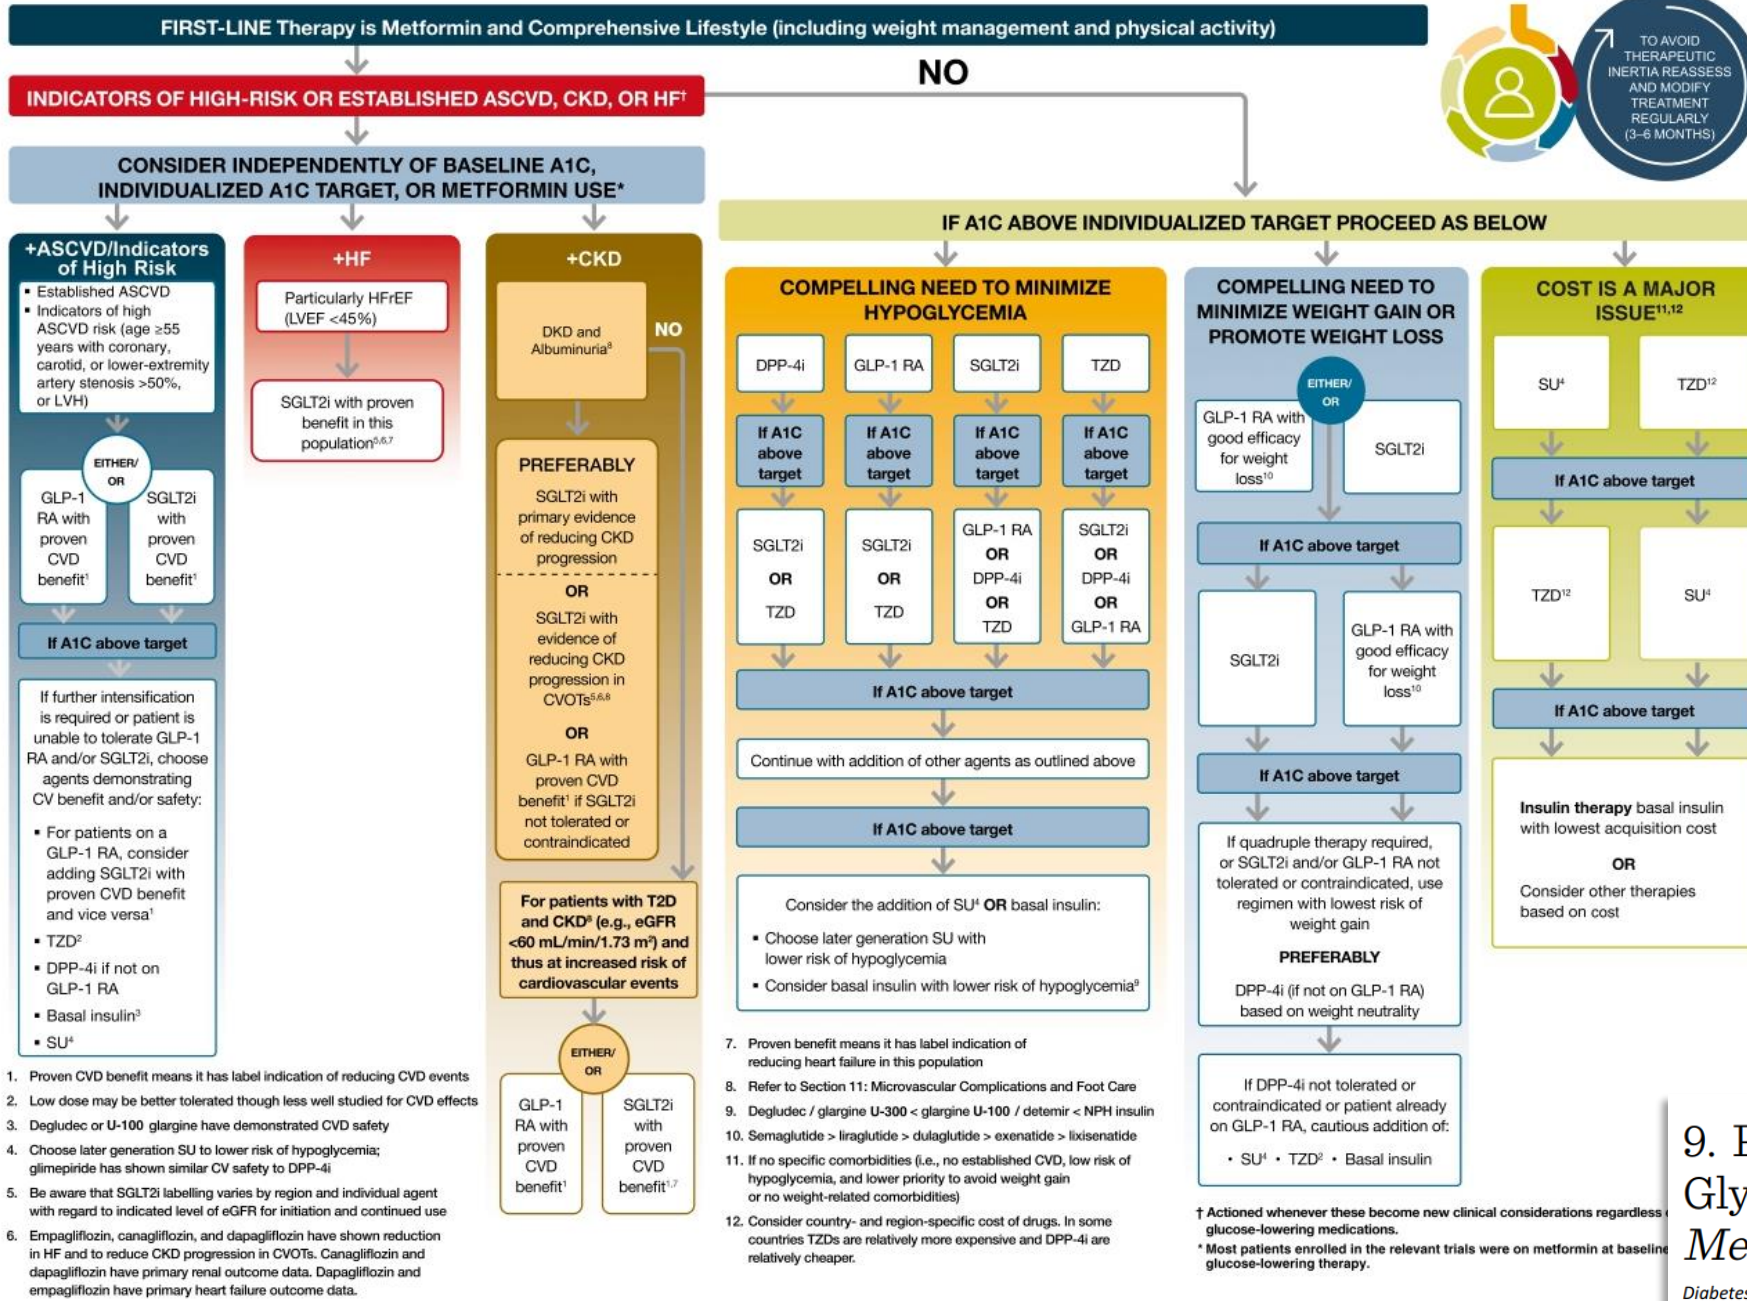 FIRST-LINE Therapy is Metformin and Comprehensive Lifestyle (including weight management and physical activity)
TO AVOID
THERAPEUTIC
INERTIA REASSESS
AND MODIFY
TREATMENT
REGULARLY
(3–6 MONTHS)
NO
INDICATORS OF HIGH-RISK OR ESTABLISHED ASCVD, CKD, OR HF†
CONSIDER INDEPENDENTLY OF BASELINE A1C,
INDIVIDUALIZED A1C TARGET, OR METFORMIN USE*
+ASCVD/Indicators
of High Risk
▪ Established ASCVD
▪ Indicators of high
ASCVD risk (age ≥55
years with coronary,
carotid, or lower-extremity
artery stenosis >50%,
or LVH)
EITHER/
OR
GLP-1
RA with
proven
CVD
benefit¹
SGLT2i
with
proven
CVD
benefit¹
If A1C above target
If further intensification
is required or patient is
unable to tolerate GLP-1
RA and/or SGLT2i, choose
agents demonstrating
CV benefit and/or safety:
▪ For patients on a
GLP-1 RA, consider
adding SGLT2i with
proven CVD benefit
and vice versa¹
▪ TZD²
▪ DPP-4i if not on
GLP-1 RA
▪ Basal insulin³
▪ SU⁴
+HF
Particularly HFrEF
(LVEF <45%)
SGLT2i with proven
benefit in this
population⁵,⁶,⁷
+CKD
DKD and
Albuminuria⁸
NO
PREFERABLY
SGLT2i with
primary evidence
of reducing CKD
progression
OR
SGLT2i with
evidence of
reducing CKD
progression in
CVOTs⁵,⁶,⁸
OR
GLP-1 RA with
proven CVD
benefit¹ if SGLT2i
not tolerated or
contraindicated
For patients with T2D
and CKD⁸ (e.g., eGFR
<60 mL/min/1.73 m²) and
thus at increased risk of
cardiovascular events
EITHER/
OR
GLP-1
RA with
proven
CVD
benefit¹
SGLT2i
with
proven
CVD
benefit¹,⁷
IF A1C ABOVE INDIVIDUALIZED TARGET PROCEED AS BELOW
COMPELLING NEED TO MINIMIZE
HYPOGLYCEMIA
DPP-4i
GLP-1 RA
SGLT2i
TZD
If A1C
above
target
If A1C
above
target
If A1C
above
target
If A1C
above
target
SGLT2i
OR
TZD
SGLT2i
OR
TZD
GLP-1 RA
OR
DPP-4i
OR
TZD
SGLT2i
OR
DPP-4i
OR
GLP-1 RA
If A1C above target
Continue with addition of other agents as outlined above
If A1C above target
Consider the addition of SU⁴ OR basal insulin:
▪ Choose later generation SU with
lower risk of hypoglycemia
▪ Consider basal insulin with lower risk of hypoglycemia⁹
COMPELLING NEED TO
MINIMIZE WEIGHT GAIN OR
PROMOTE WEIGHT LOSS
EITHER/
OR
GLP-1 RA with
good efficacy
for weight
loss¹⁰
SGLT2i
If A1C above target
SGLT2i
GLP-1 RA with
good efficacy
for weight
loss¹⁰
If A1C above target
If quadruple therapy required,
or SGLT2i and/or GLP-1 RA not
tolerated or contraindicated, use
regimen with lowest risk of
weight gain
PREFERABLY
DPP-4i (if not on GLP-1 RA)
based on weight neutrality
If DPP-4i not tolerated or
contraindicated or patient already
on GLP-1 RA, cautious addition of:
• SU⁴ • TZD² • Basal insulin
COST IS A MAJOR
ISSUE¹¹,¹²
SU⁴
TZD¹²
If A1C above target
TZD¹²
SU⁴
If A1C above target
Insulin therapy basal insulin
with lowest acquisition cost
OR
Consider other therapies
based on cost
1. Proven CVD benefit means it has label indication of reducing CVD events
2. Low dose may be better tolerated though less well studied for CVD effects
3. Degludec or U-100 glargine have demonstrated CVD safety
4. Choose later generation SU to lower risk of hypoglycemia;
glimepiride has shown similar CV safety to DPP-4i
5. Be aware that SGLT2i labelling varies by region and individual agent
with regard to indicated level of eGFR for initiation and continued use
6. Empagliflozin, canagliflozin, and dapagliflozin have shown reduction
in HF and to reduce CKD progression in CVOTs. Canagliflozin and
dapagliflozin have primary renal outcome data. Dapagliflozin and
empagliflozin have primary heart failure outcome data.
7. Proven benefit means it has label indication of
reducing heart failure in this population
8. Refer to Section 11: Microvascular Complications and Foot Care
9. Degludec / glargine U-300 < glargine U-100 / detemir < NPH insulin
10. Semaglutide > liraglutide > dulaglutide > exenatide > lixisenatide
11. If no specific comorbidities (i.e., no established CVD, low risk of
hypoglycemia, and lower priority to avoid weight gain
or no weight-related comorbidities)
12. Consider country- and region-specific cost of drugs. In some
countries TZDs are relatively more expensive and DPP-4i are
relatively cheaper.
† Actioned whenever these become new clinical considerations regardless
glucose-lowering medications.
* Most patients enrolled in the relevant trials were on metformin at baseline
glucose-lowering therapy.
9.
Gly
Me
Diabetes